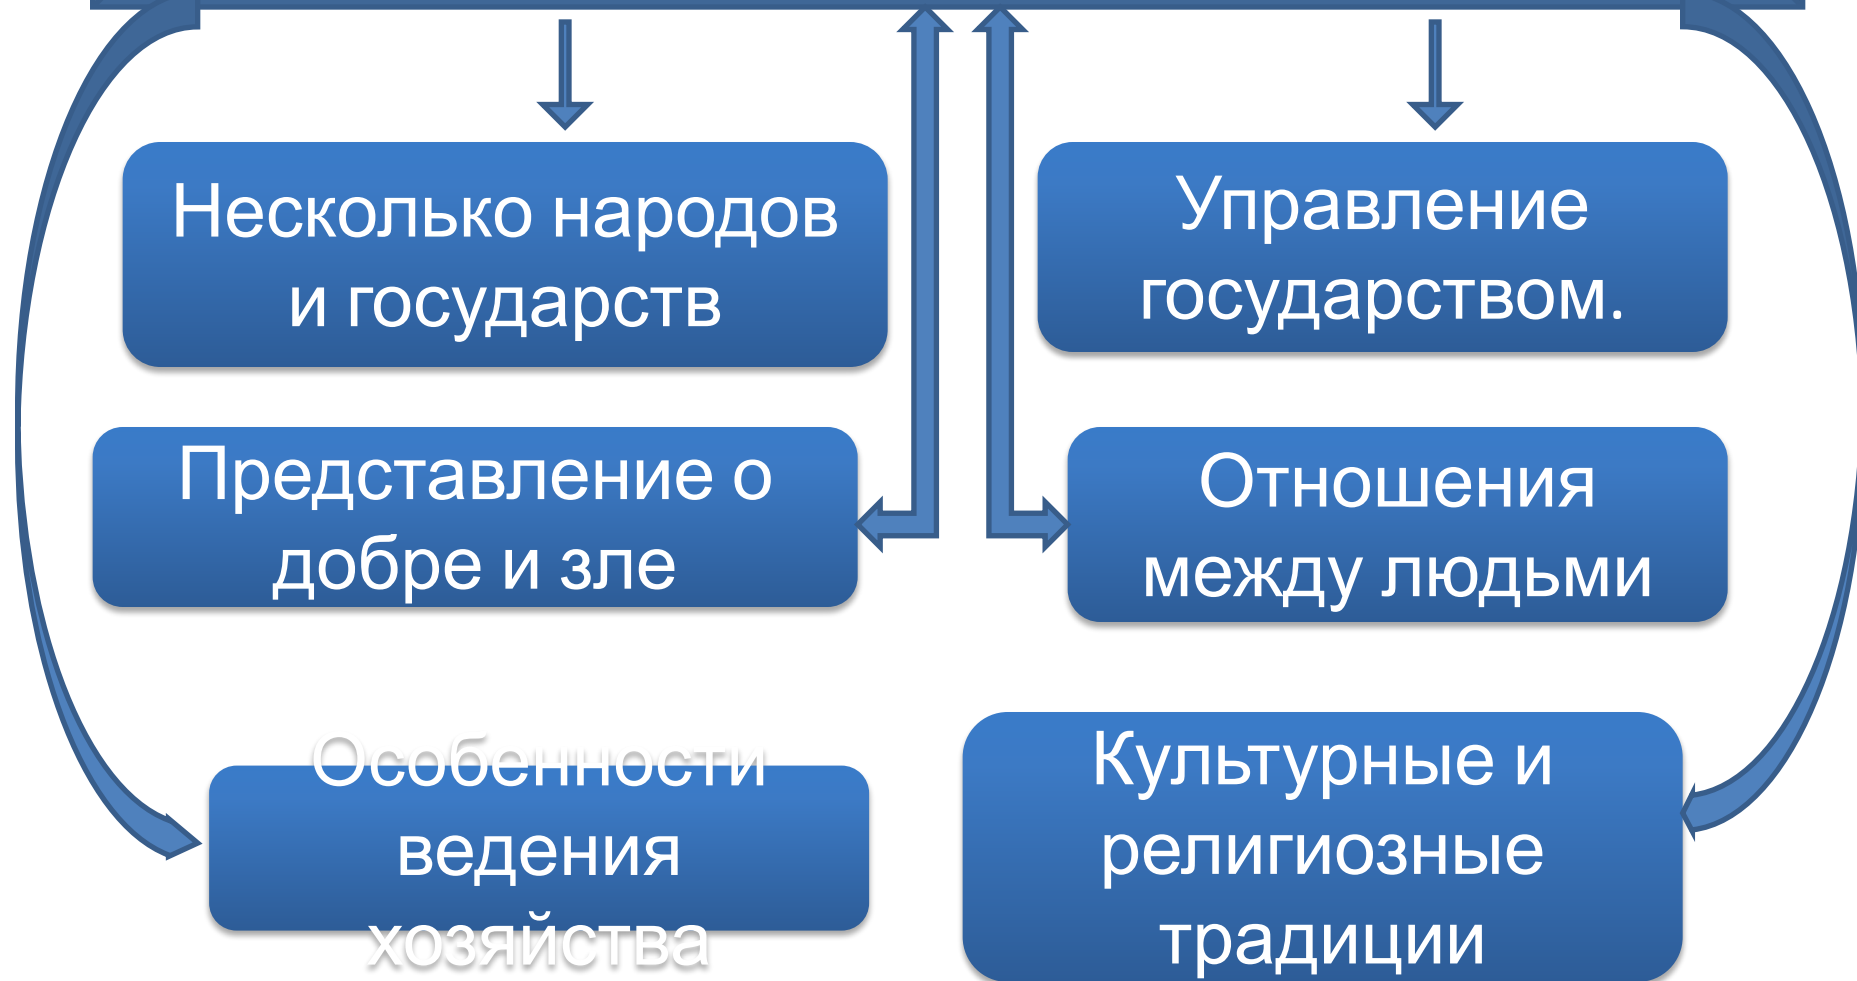 Несколько народов
и государств
Управление
государством.
Представление о
добре и зле
Отношения
между людьми
Особенности
ведения
хозяйства
Культурные и
религиозные
традиции